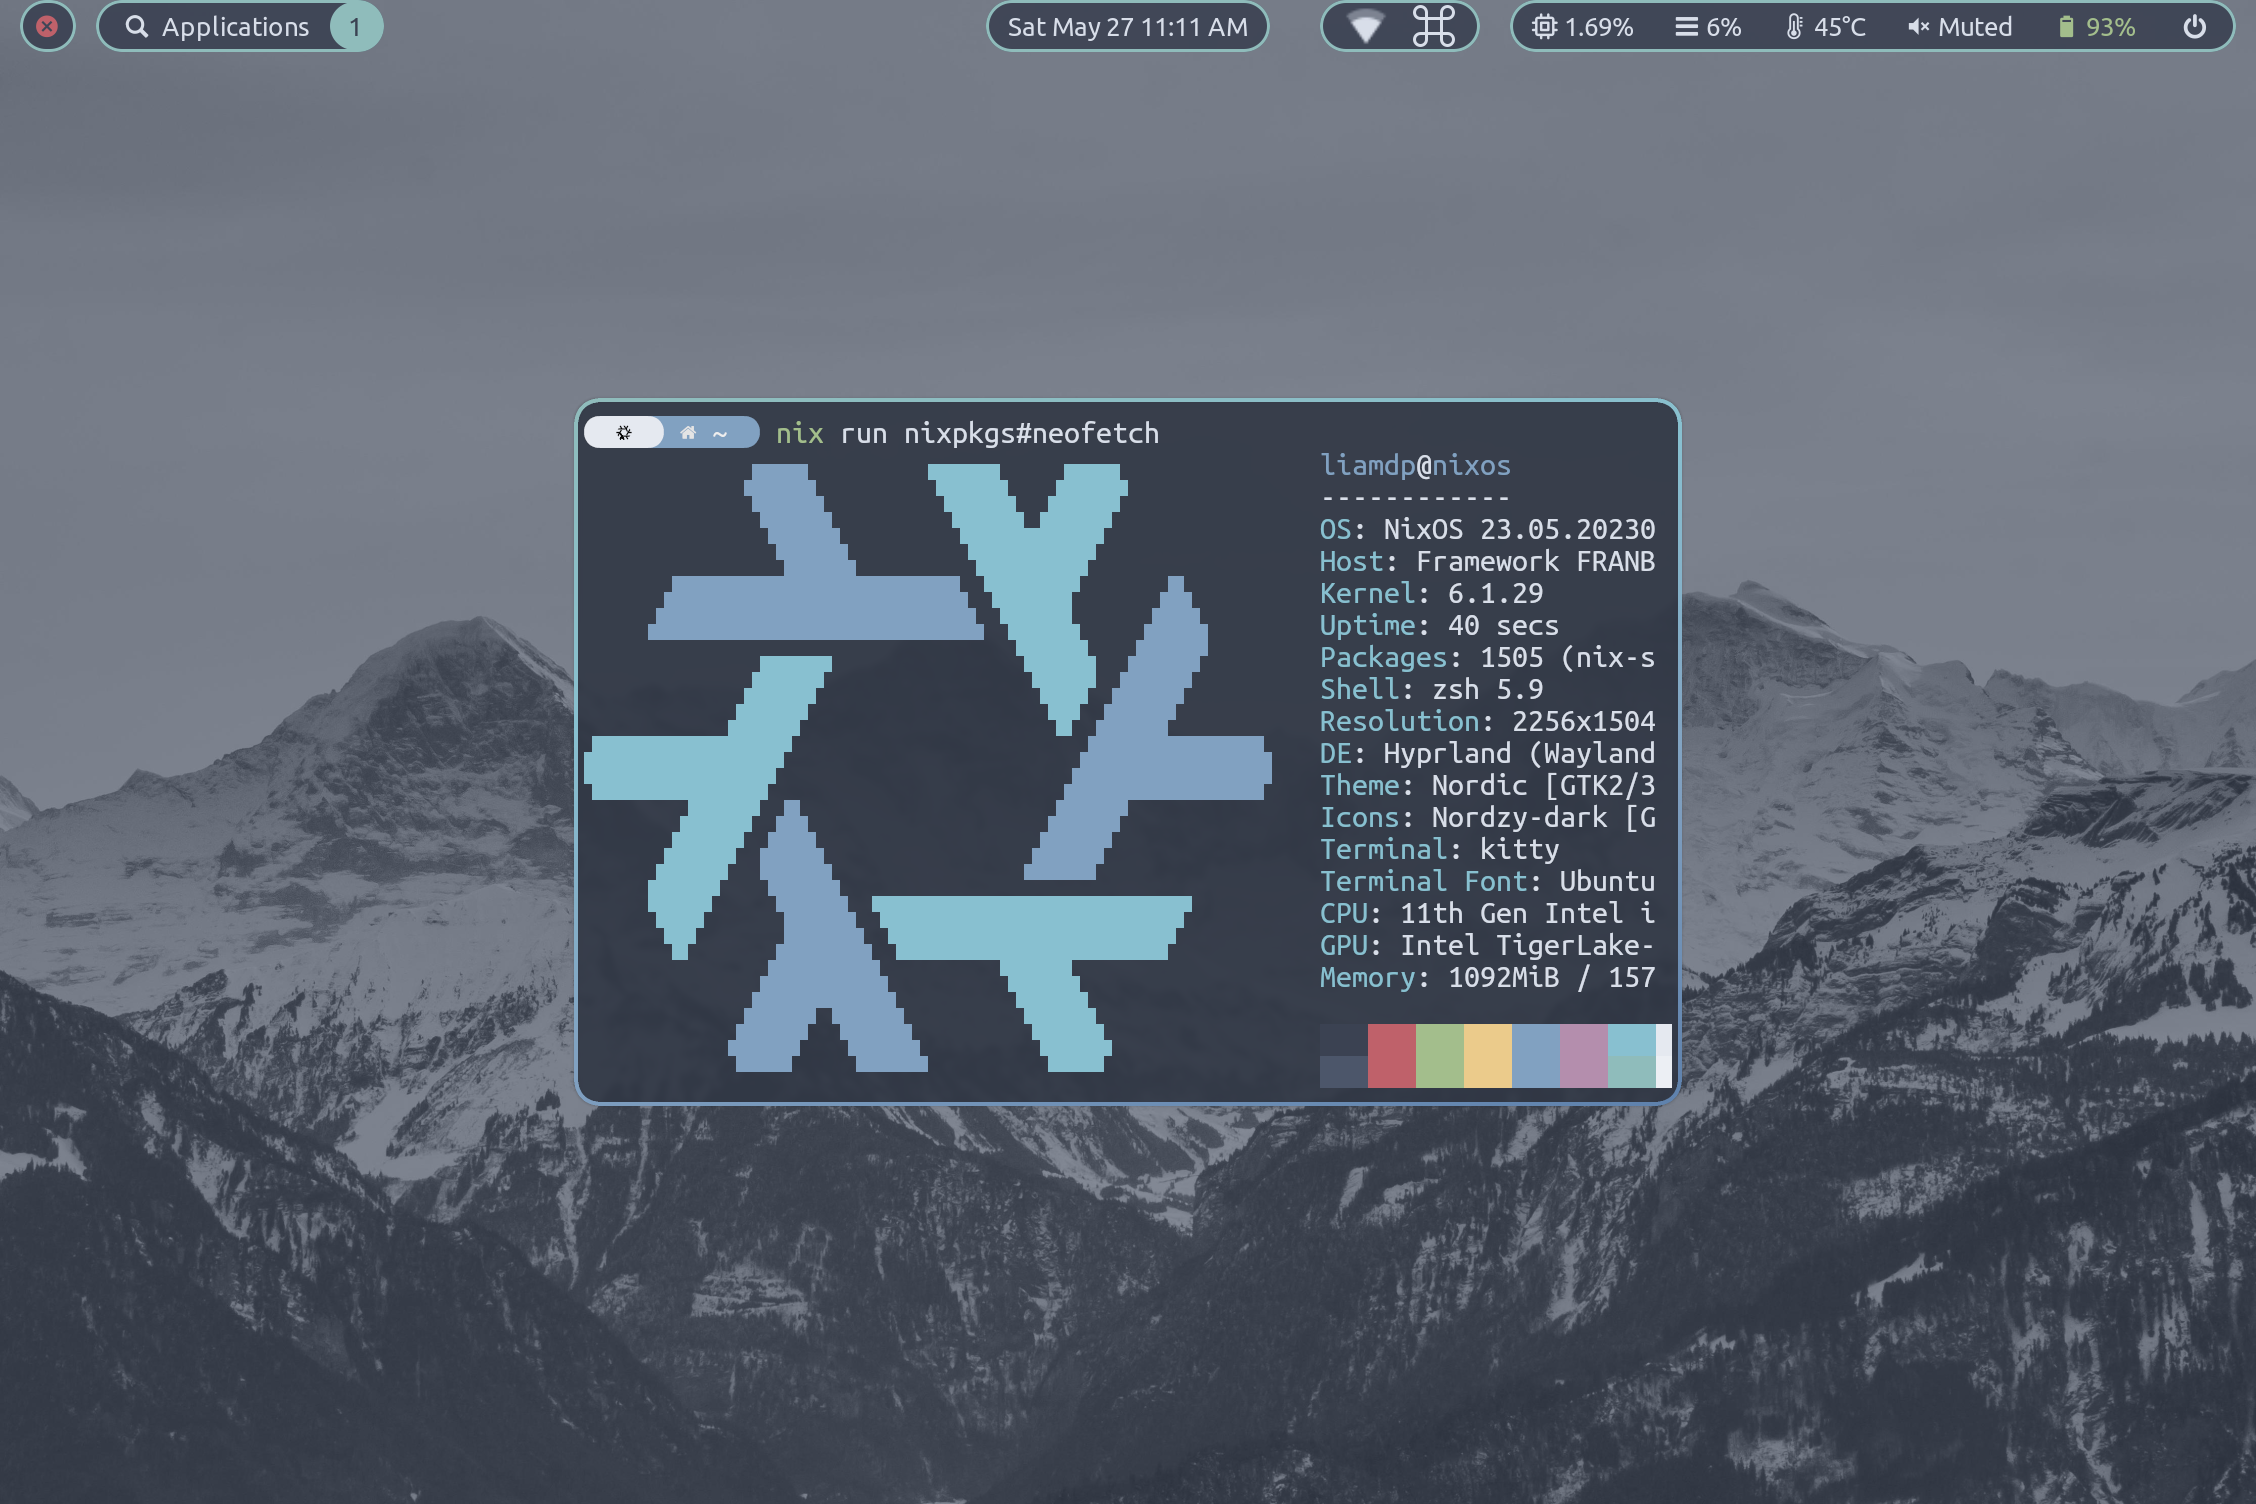 Applications 1
Sat May 27 11:11 AM
1.69% 6% 45°C Muted 93%
~ nix run nixpkgs#neofetch
liamdp@nixos
------------
OS: NixOS 23.05.20230
Host: Framework FRANB
Kernel: 6.1.29
Uptime: 40 secs
Packages: 1505 (nix-s
Shell: zsh 5.9
Resolution: 2256x1504
DE: Hyprland (Wayland
Theme: Nordic [GTK2/3
Icons: Nordzy-dark [G
Terminal: kitty
Terminal Font: Ubuntu
CPU: 11th Gen Intel i
GPU: Intel TigerLake-
Memory: 1092MiB / 157